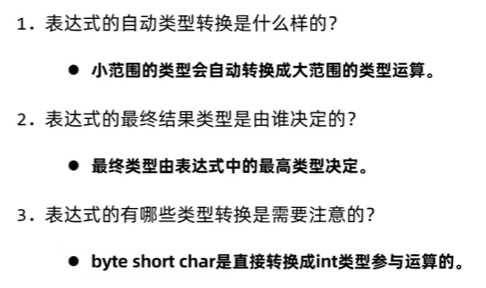 1. 表达式的自动类型转换是什么样的?
● 小范围的类型会自动转换成大范围的类型运算。
2. 表达式的最终结果类型是由谁决定的?
● 最终类型由表达式中的最高类型决定。
3. 表达式的有哪些类型转换是需要注意的?
● byte short char是直接转换成int类型参与运算的。